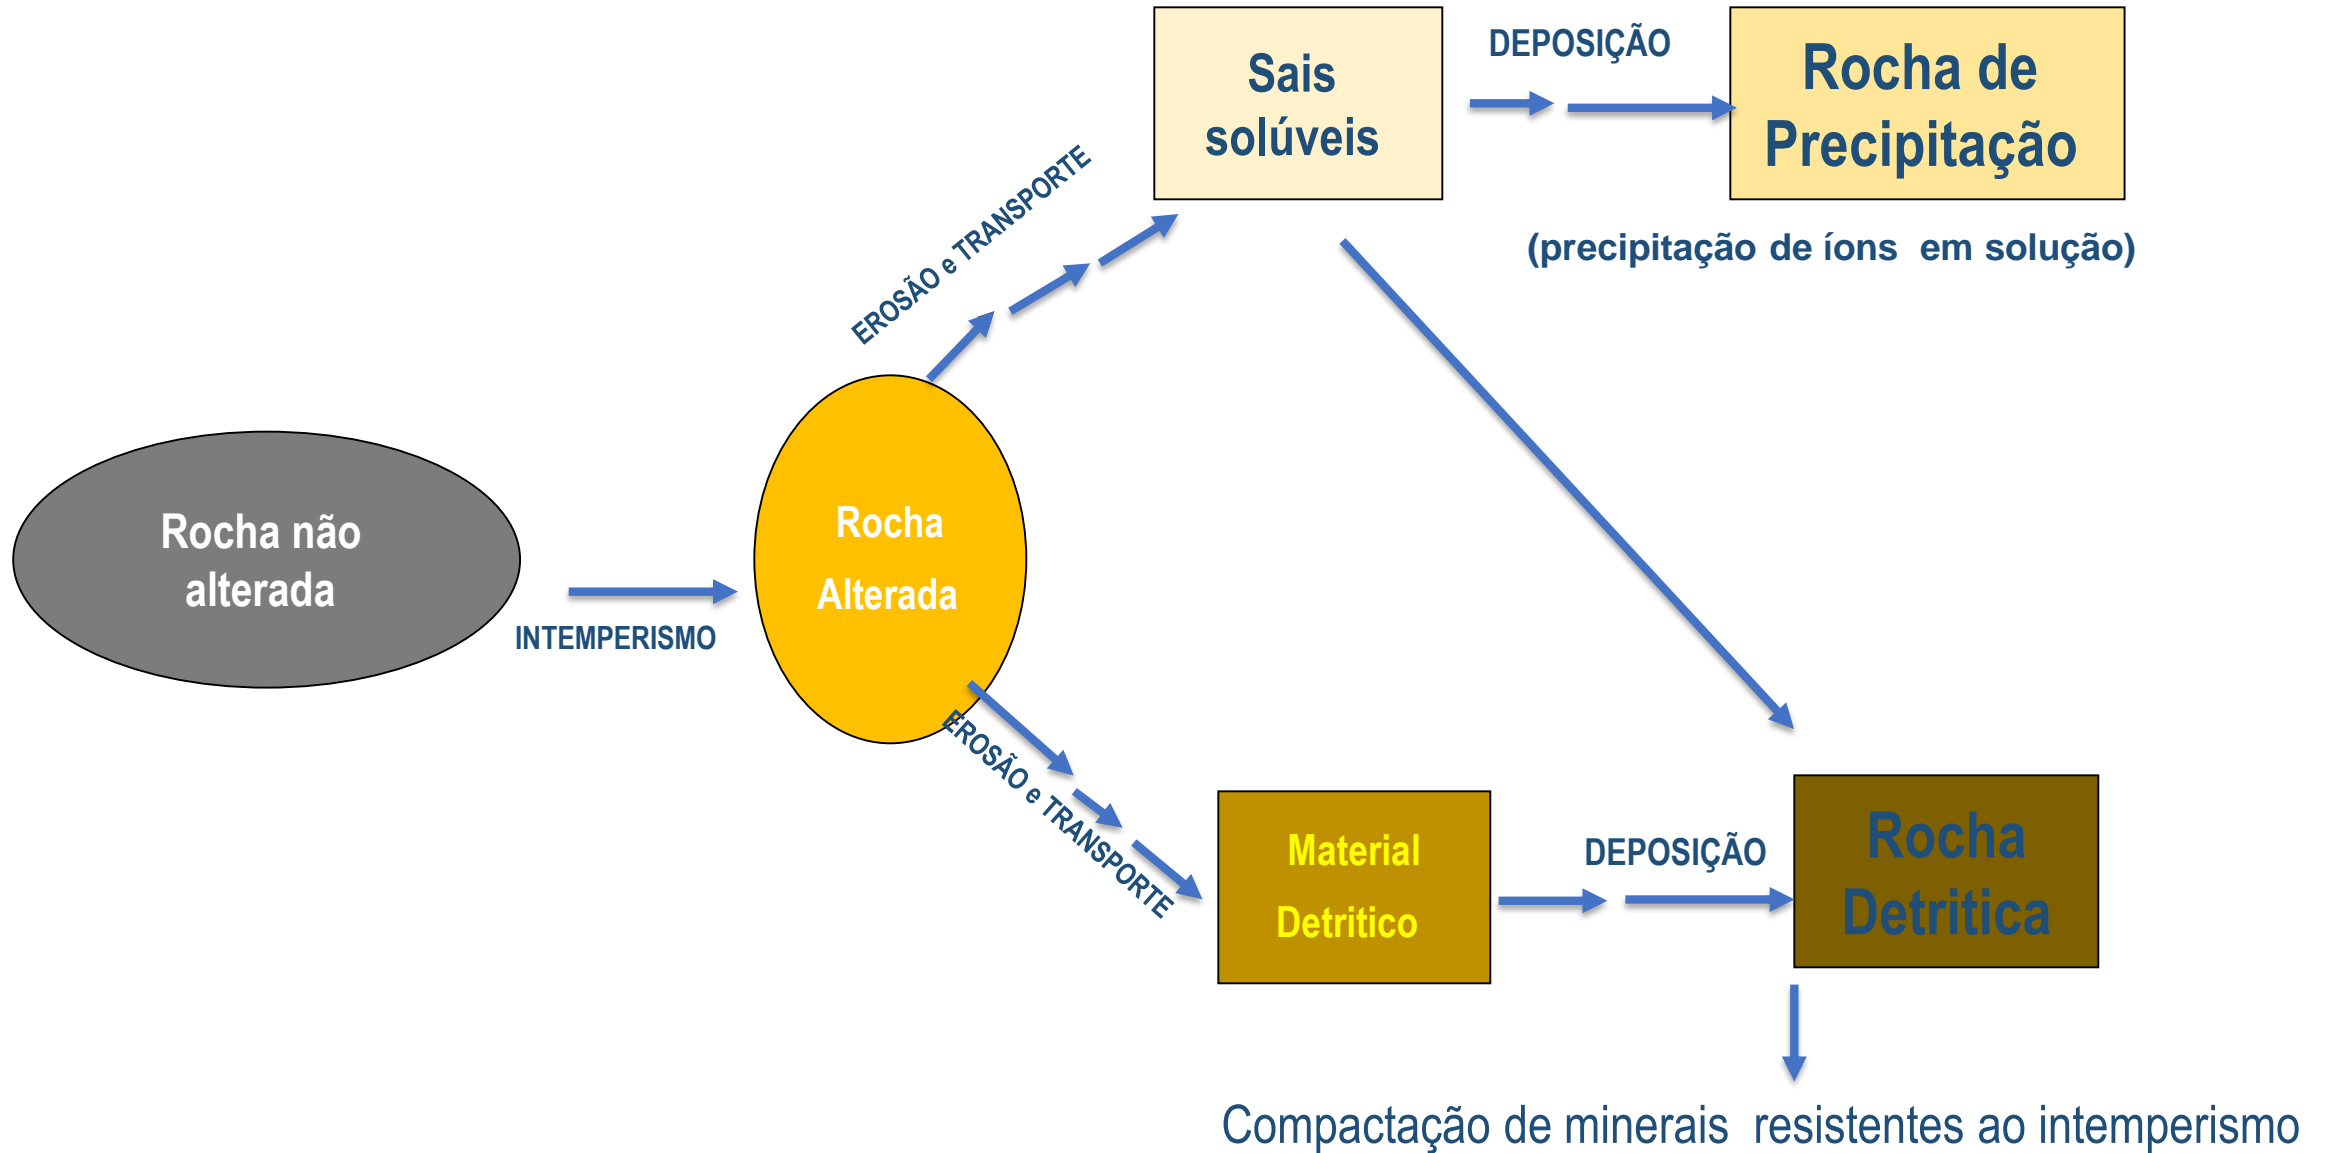 Sais
solúveis
DEPOSIÇÃO
Rocha de
Precipitação
(precipitação de íons  em solução)
EROSÃO e TRANSPORTE
Rocha não
alterada
INTEMPERISMO
Rocha
Alterada
EROSÃO e TRANSPORTE
Material
Detritico
DEPOSIÇÃO
Rocha
Detritica
Compactação de minerais  resistentes ao intemperismo